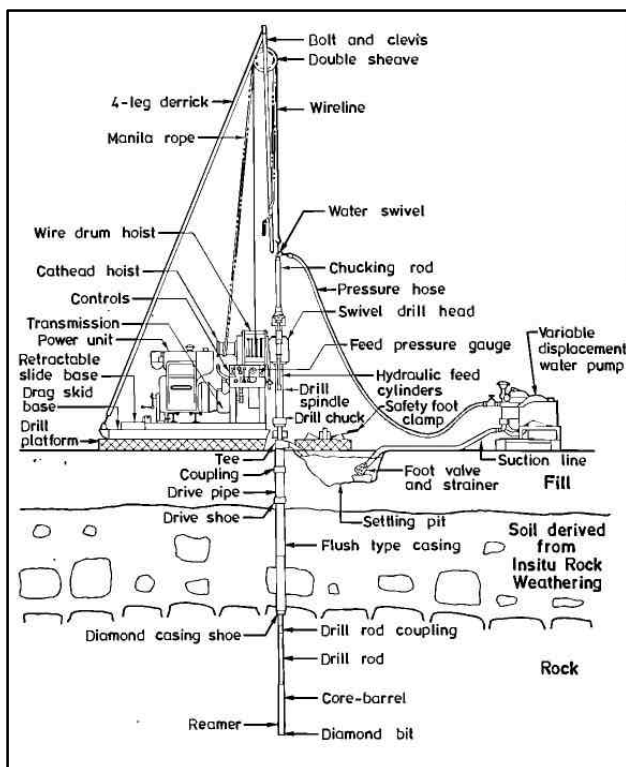 Bolt and clevis
Double sheave
4-leg derrick
Wireline
Manila rope
Water swivel
Wire drum hoist
Chucking rod
Cathead hoist
Pressure hose
Controls
Swivel drill head
Transmission
Variable
displacement
water pump
Power unit
Feed pressure gauge
Retractable
slide base
Hydraulic feed
cylinders
Drag skid
base
Drill
spindle
Safety foot
clamp
Drill
platform
Drill chuck
Tee
Suction line
Coupling
Foot valve
and strainer
Fill
Drive pipe
Drive shoe
Settling pit
Soil derived
from
Insitu Rock
Weathering
Flush type casing
Diamond casing shoe
Drill rod coupling
Drill rod
Rock
Core-barrel
Reamer
Diamond bit